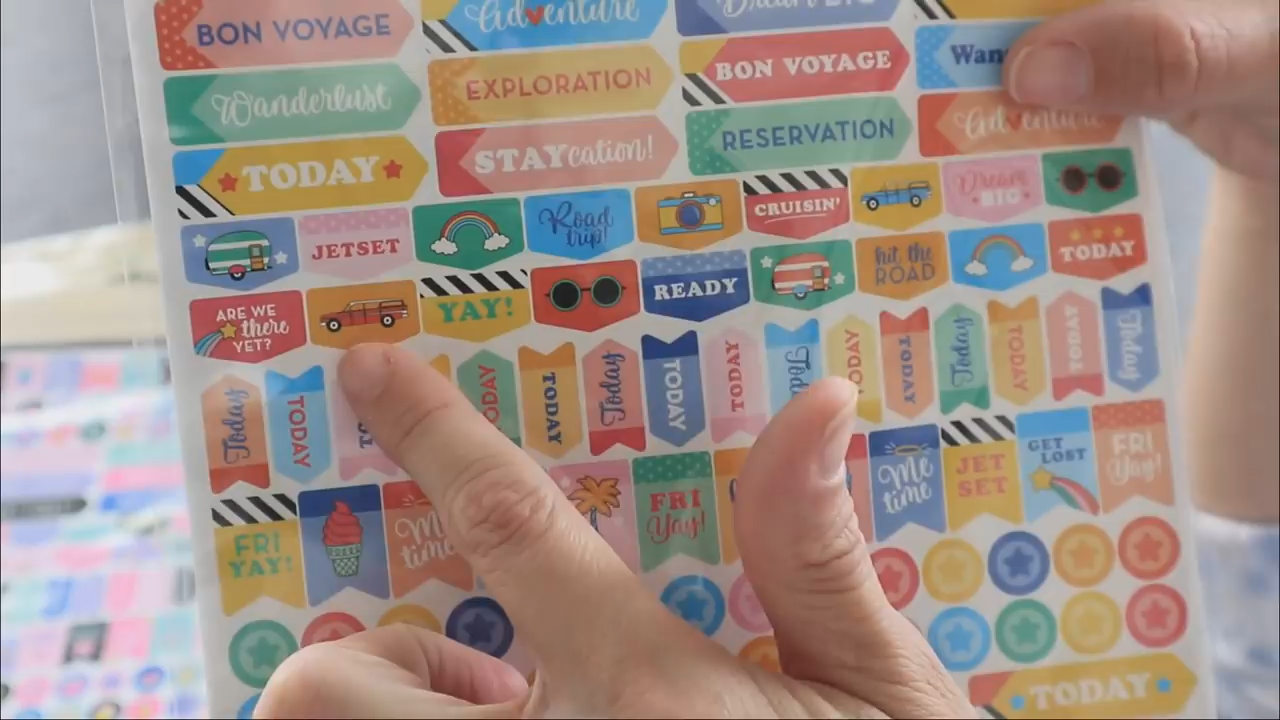 BON VOYAGE
Adventure
Wanderlust
EXPLORATION
BON VOYAGE
TODAY
STAYcation!
RESERVATION
Adventure
JETSET
Road
trip!
CRUISIN'
Dream
BIG
ARE WE
there
YET?
YAY!
READY
hit the
ROAD
TODAY
Today
TODAY
TODAY
TODAY
Today
TODAY
TODAY
TODAY
TODAY
Today
TODAY
TODAY
Today
FRI
YAY!
FRI
Yay!
Me
time
JET
SET
GET
LOST
FRI
Yay!
TODAY